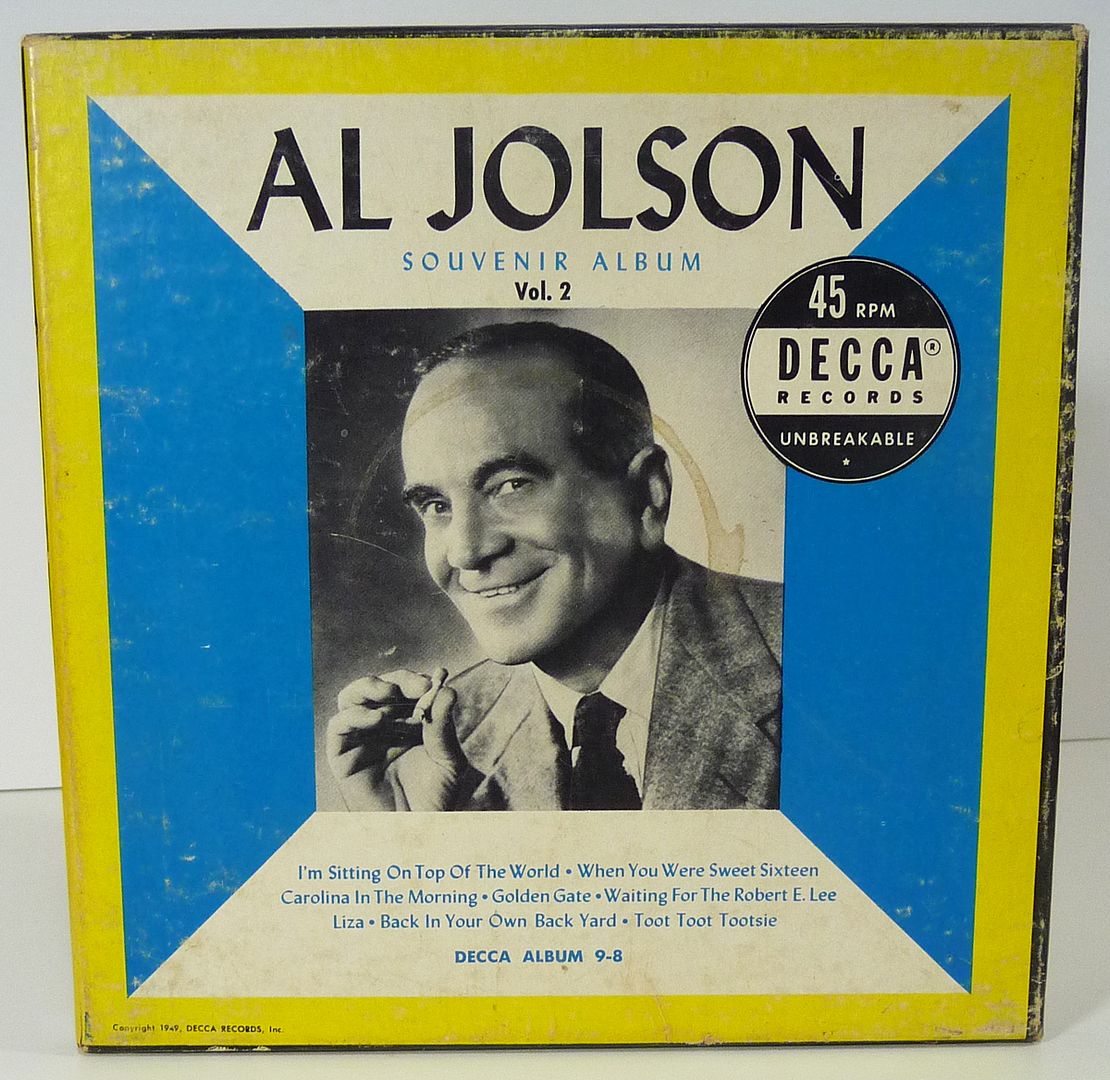 AL JOLSON
SOUVENIR ALBUM
Vol. 2
45 RPM
DECCA®
RECORDS
UNBREAKABLE
*
I'm Sitting On Top Of The World • When You Were Sweet Sixteen
Carolina In The Morning • Golden Gate • Waiting For The Robert E. Lee
Liza • Back In Your Own Back Yard • Toot Toot Tootsie
DECCA ALBUM 9-8
Copyright 1949, DECCA RECORDS, Inc.